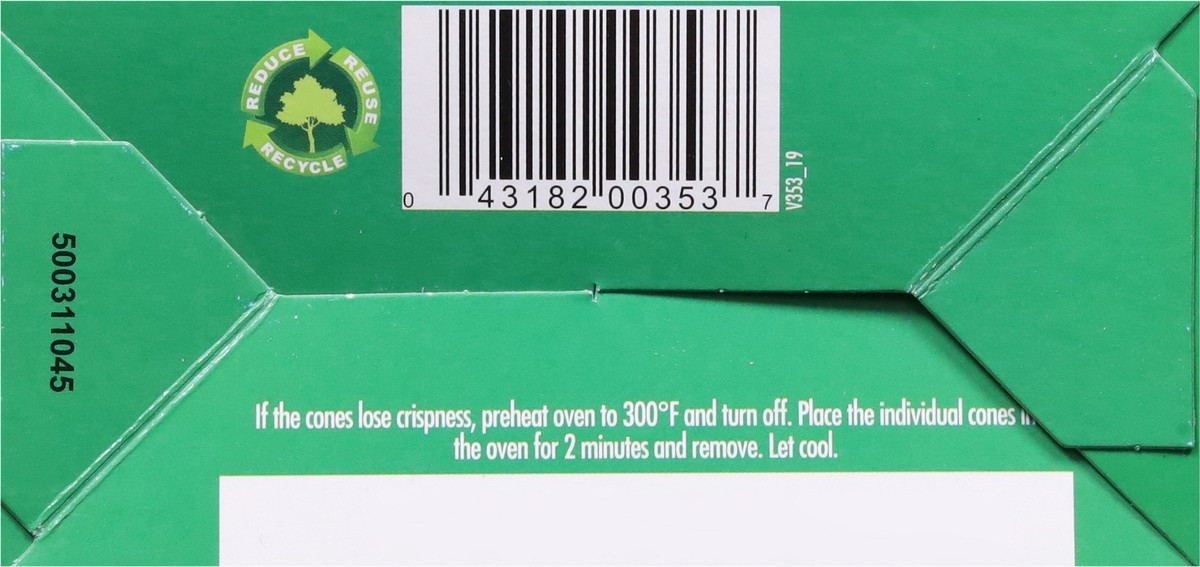 REDUCE
REUSE
RECYCLE
0 43182 00353 7
V353_19
500311045
If the cones lose crispness, preheat oven to 300°F and turn off. Place the individual cones in
the oven for 2 minutes and remove. Let cool.